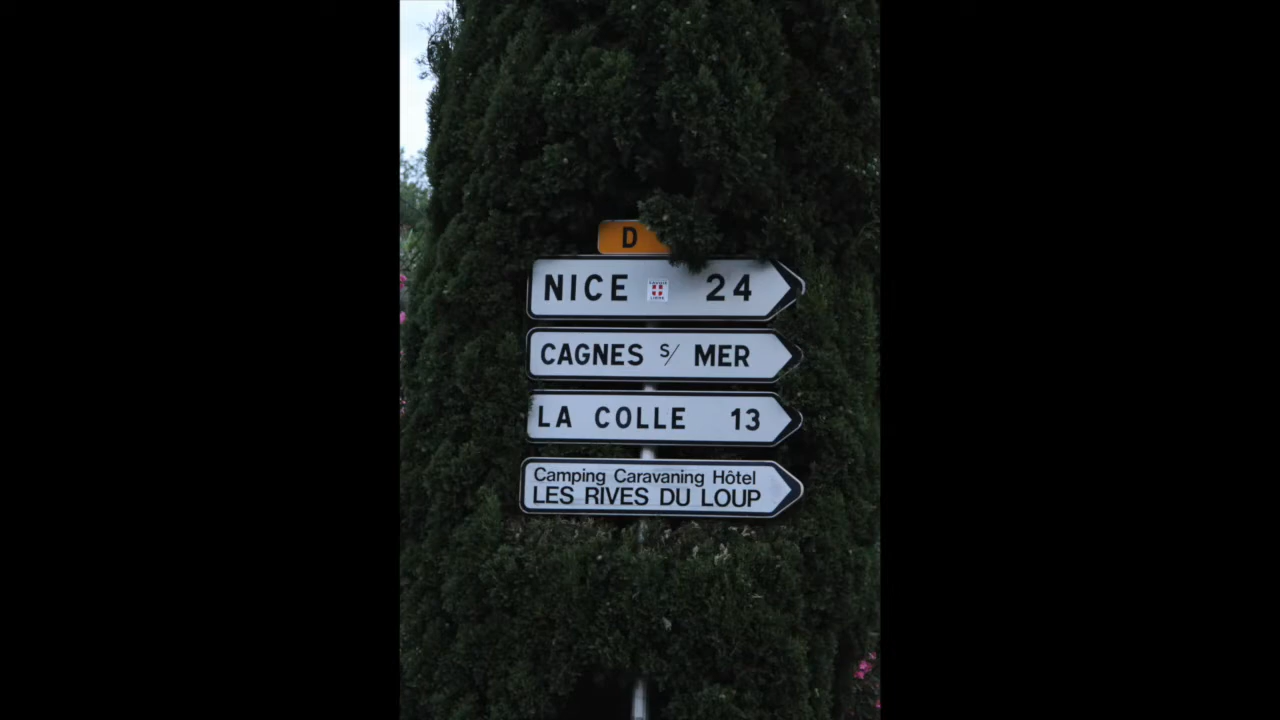 D
NICE 24
CAGNES S/ MER
LA COLLE 13
Camping Caravaning Hôtel
LES RIVES DU LOUP